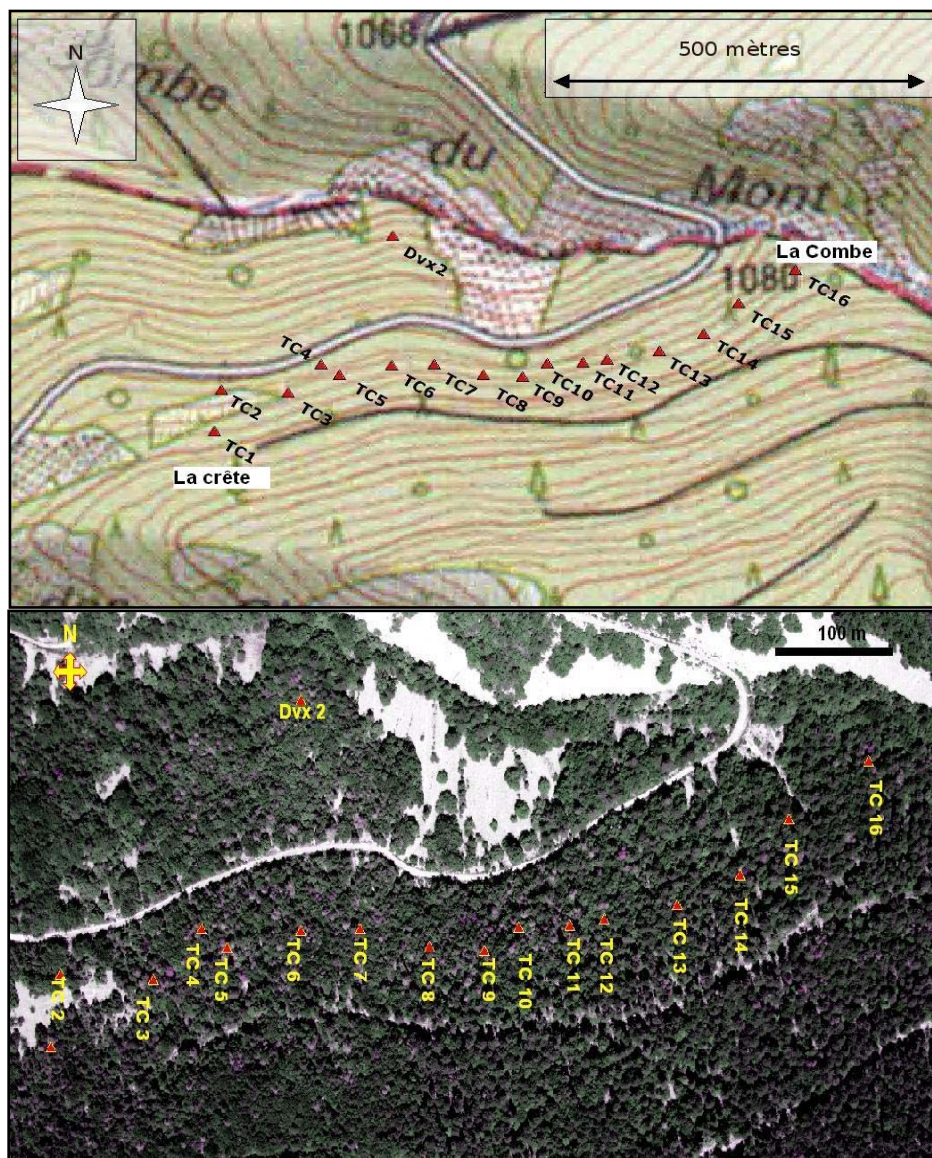 N
1068
500 mètres
mbe
du
Mont
La Combe
Dvx2
1080
TC16
TC15
TC14
TC4
TC13
TC12
TC11
TC10
TC7
TC6
TC5
TC9
TC8
TC2
TC3
TC1
La crête
N
100 m
Dvx 2
TC 16
TC 15
TC 14
TC 13
TC 12
TC 11
TC 10
TC 9
TC 8
TC 7
TC 6
TC 5
TC 4
TC 3
TC 2